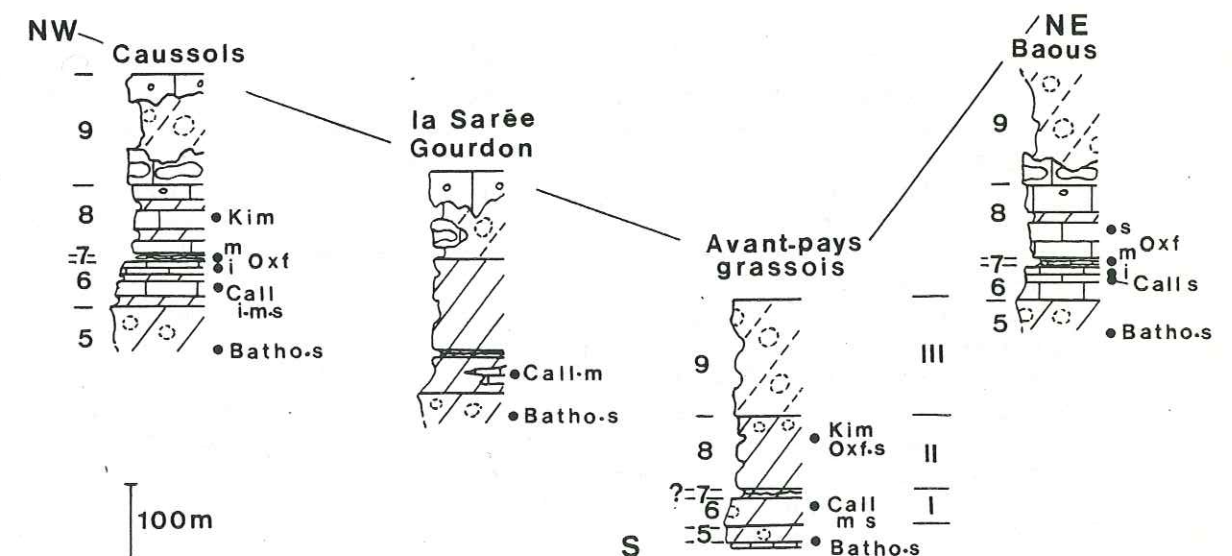 NW
Caussols
9
8
=7=
6
5
Kim
m
i Oxf
Call
i-m-s
Batho.s
la Sarée
Gourdon
Call.m
Batho.s
Avant-pays
grassois
9
8
?=7=
6
=5=
Kim
Oxf.s
Call
m s
Batho.s
III
II
I
NE
Baous
9
8
=7=
6
5
s
m Oxf
i
Call s
Batho.s
100m
S